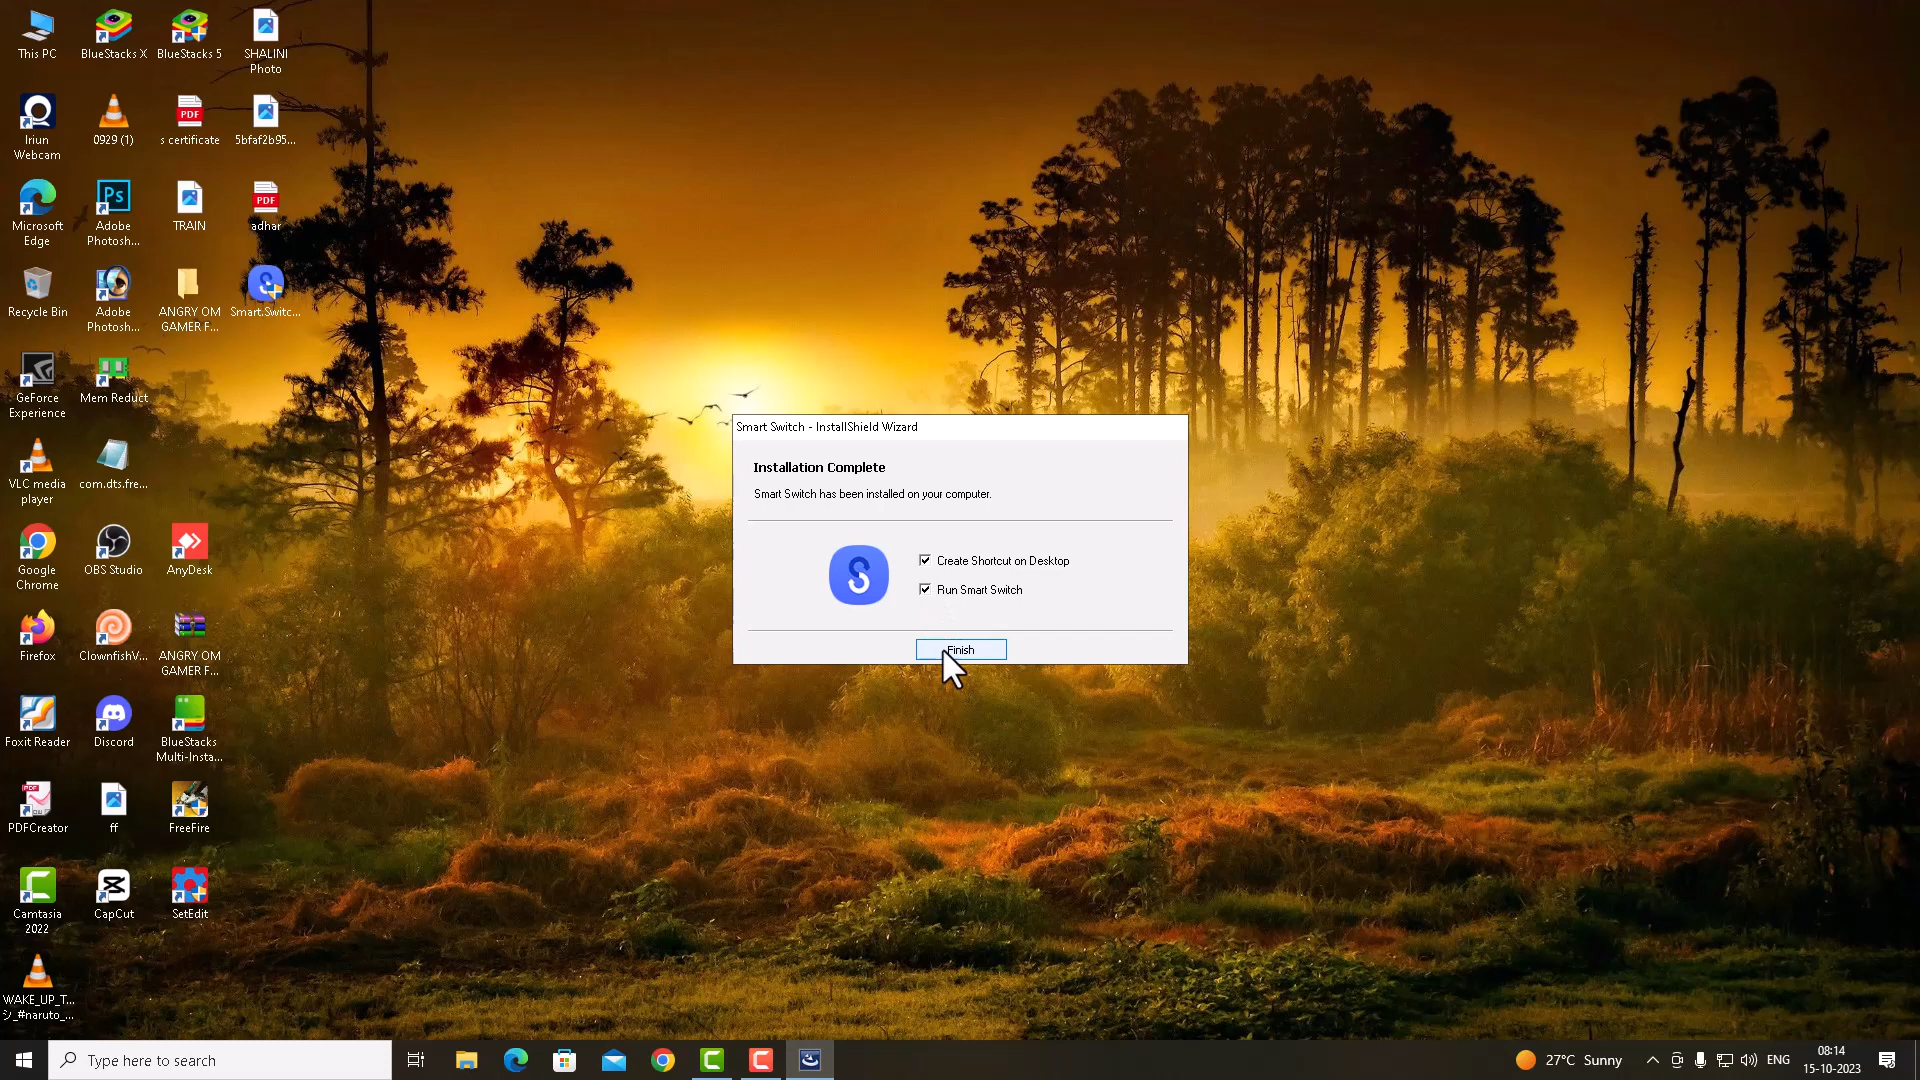 This PC
BlueStacks X
BlueStacks 5
SHALINI
Photo
Iriun
Webcam
0929 (1)
s certificate
5bfaf2b95...
Microsoft
Edge
Adobe
Photosh...
TRAIN
adhar
Recycle Bin
Adobe
Photosh...
ANGRY OM
GAMER F...
Smart.Switc...
GeForce
Experience
Mem Reduct
VLC media
player
com.dts.fre...
Google
Chrome
OBS Studio
AnyDesk
Firefox
ClownfishV...
ANGRY OM
GAMER F...
Foxit Reader
Discord
BlueStacks
Multi-Insta...
PDFCreator
ff
FreeFire
Camtasia
2022
CapCut
SetEdit
WAKE_UP_T...
シ_#naruto_...
Smart Switch - InstallShield Wizard
Installation Complete
Smart Switch has been installed on your computer.
Create Shortcut on Desktop
Run Smart Switch
Finish
Type here to search
27°C Sunny
ENG
08:14
15-10-2023